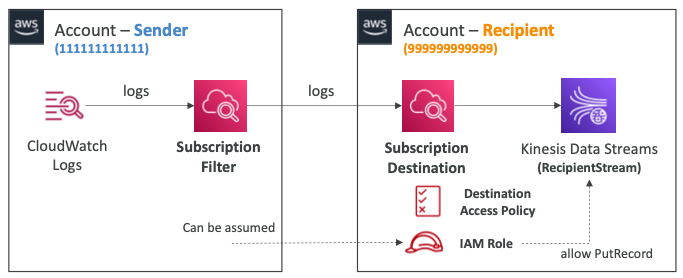 aws
Account – Sender
(111111111111)
logs
CloudWatch
Logs
Subscription
Filter
Can be assumed
logs
aws
Account – Recipient
(999999999999)
Subscription
Destination
Kinesis Data Streams
(RecipientStream)
Destination
Access Policy
IAM Role
allow PutRecord